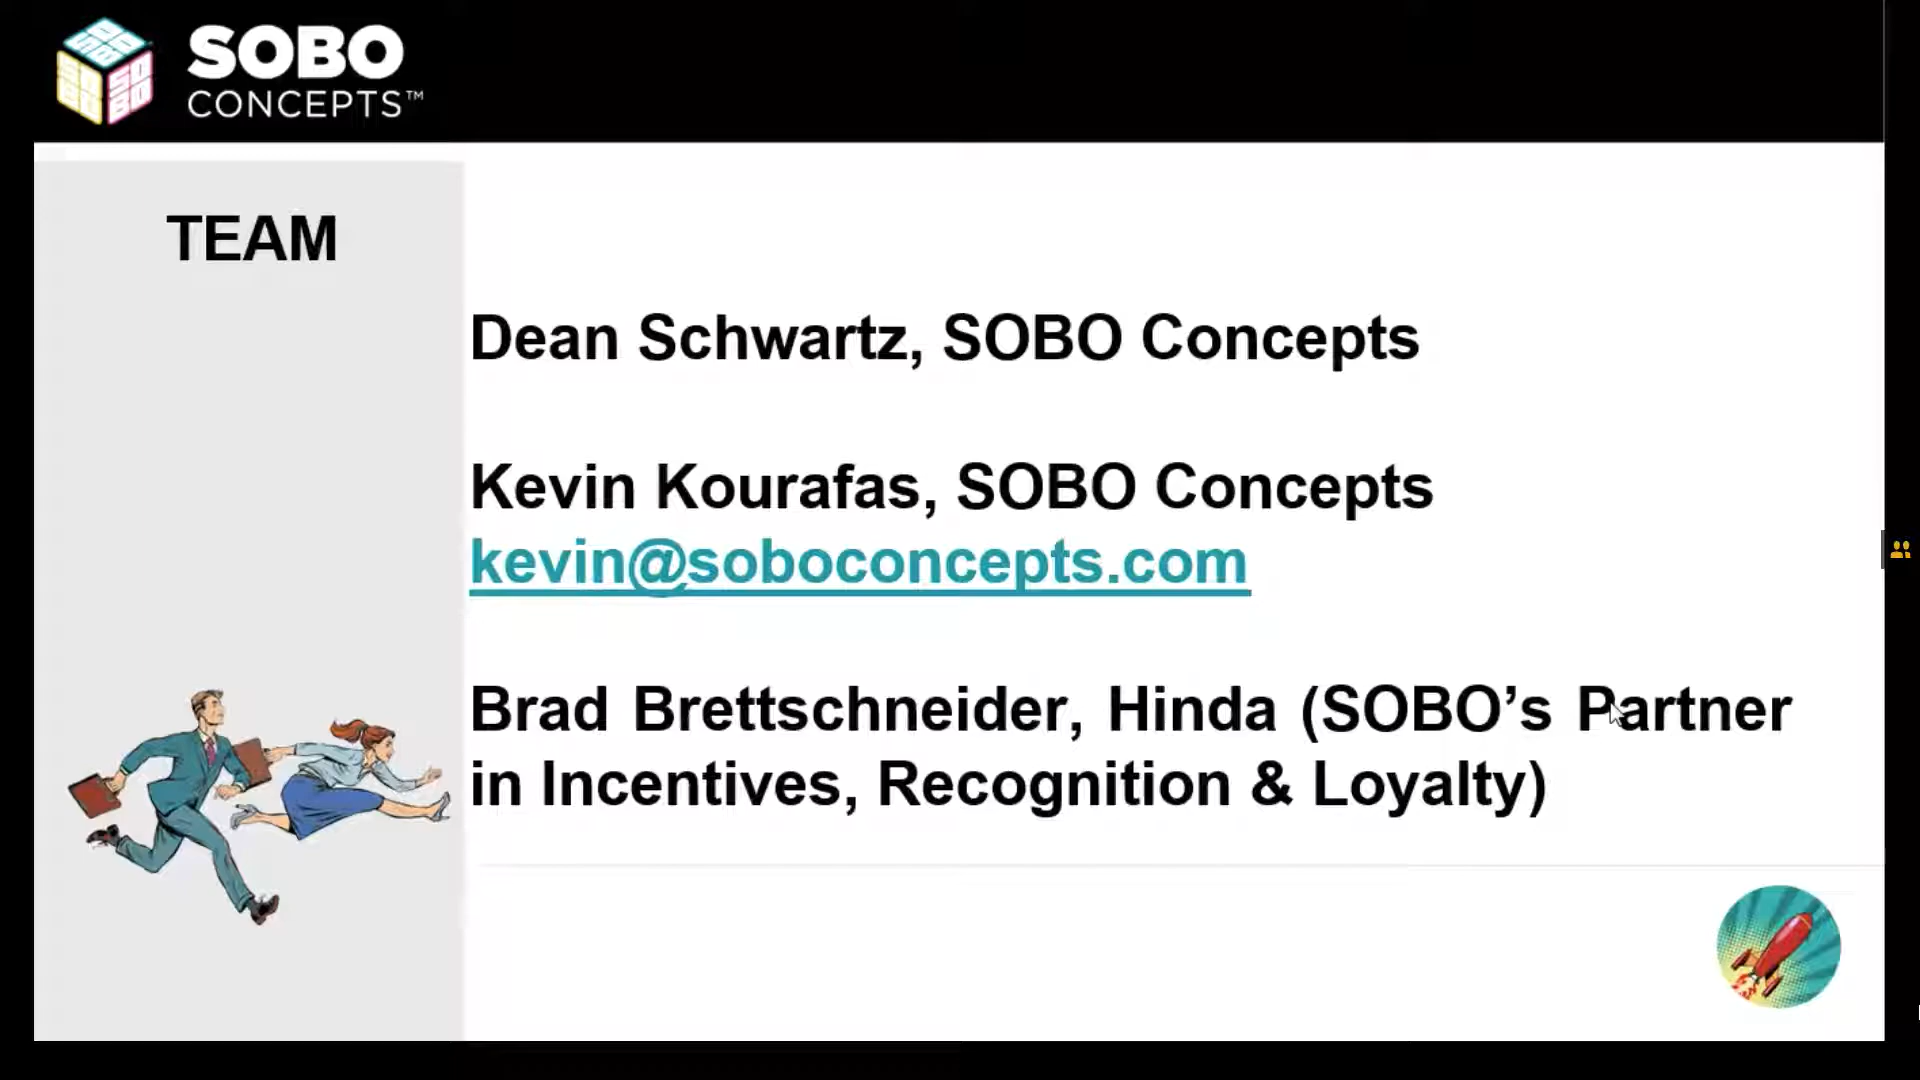 SOBO
CONCEPTS™
TEAM
Dean Schwartz, SOBO Concepts
Kevin Kourafas, SOBO Concepts
kevin@soboconcepts.com
Brad Brettschneider, Hinda (SOBO’s Partner
in Incentives, Recognition & Loyalty)